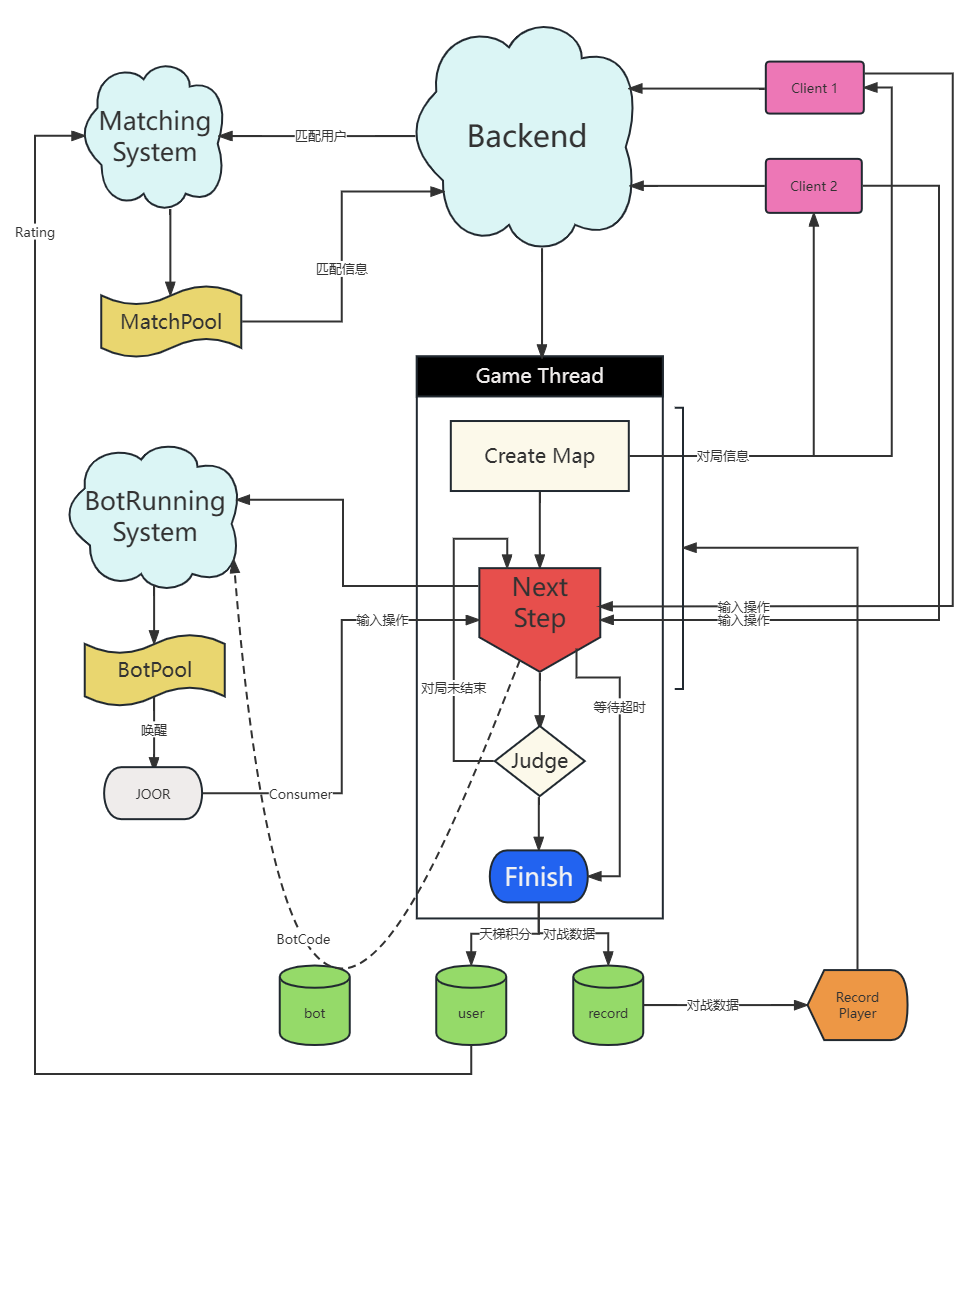 Client 1
Matching
System
Backend
匹配用户
Client 2
Rating
匹配信息
MatchPool
Game Thread
Create Map
对局信息
BotRunning
System
Next
Step
输入操作
输入操作
输入操作
BotPool
对局未结束
等待超时
唤醒
Judge
JOOR
Consumer
Finish
天梯积分
对战数据
BotCode
bot
user
record
对战数据
Record
Player